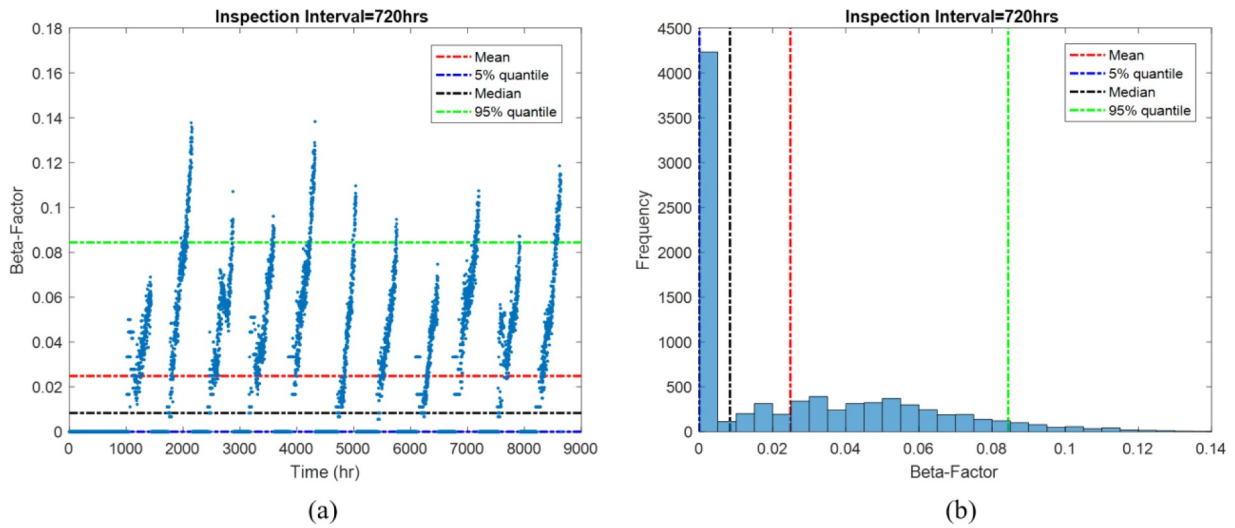 Inspection Interval=720hrs
0.18
0.16
0.14
0.12
0.1
0.08
0.06
0.04
0.02
0
Beta-Factor
Mean
5% quantile
Median
95% quantile
0 1000 2000 3000 4000 5000 6000 7000 8000 9000
Time (hr)
(a)
Inspection Interval=720hrs
4500
4000
3500
3000
2500
2000
1500
1000
500
0
Frequency
Mean
5% quantile
Median
95% quantile
0 0.02 0.04 0.06 0.08 0.1 0.12 0.14
Beta-Factor
(b)